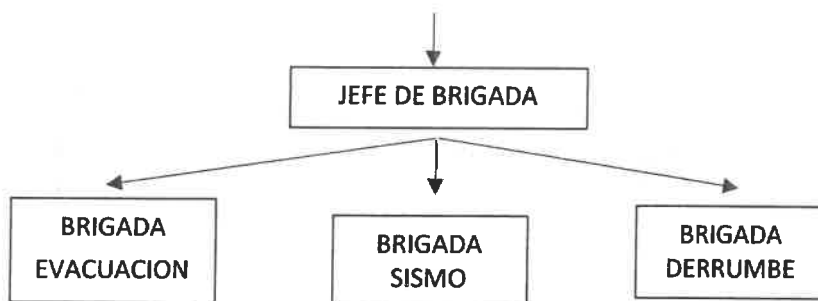 JEFE DE BRIGADA
BRIGADA
EVACUACION
BRIGADA
SISMO
BRIGADA
DERRUMBE